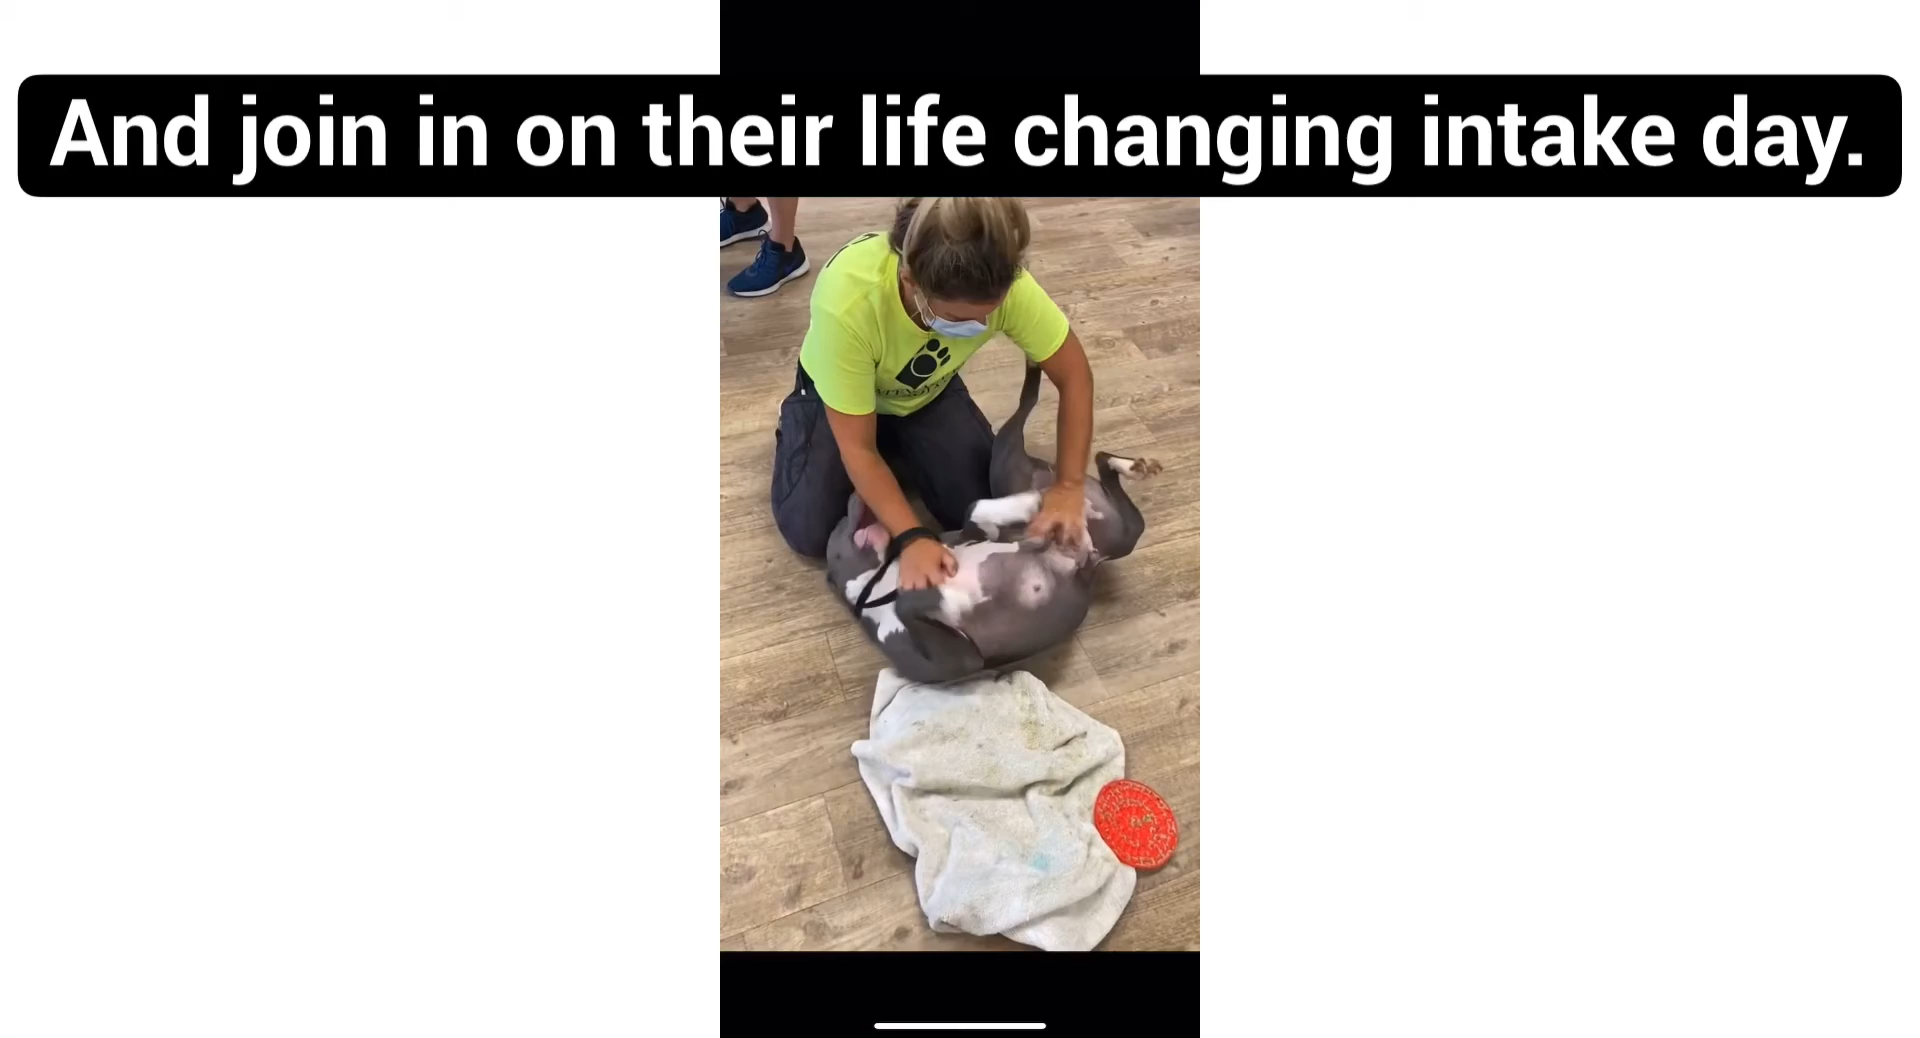 And join in on their life changing intake day.